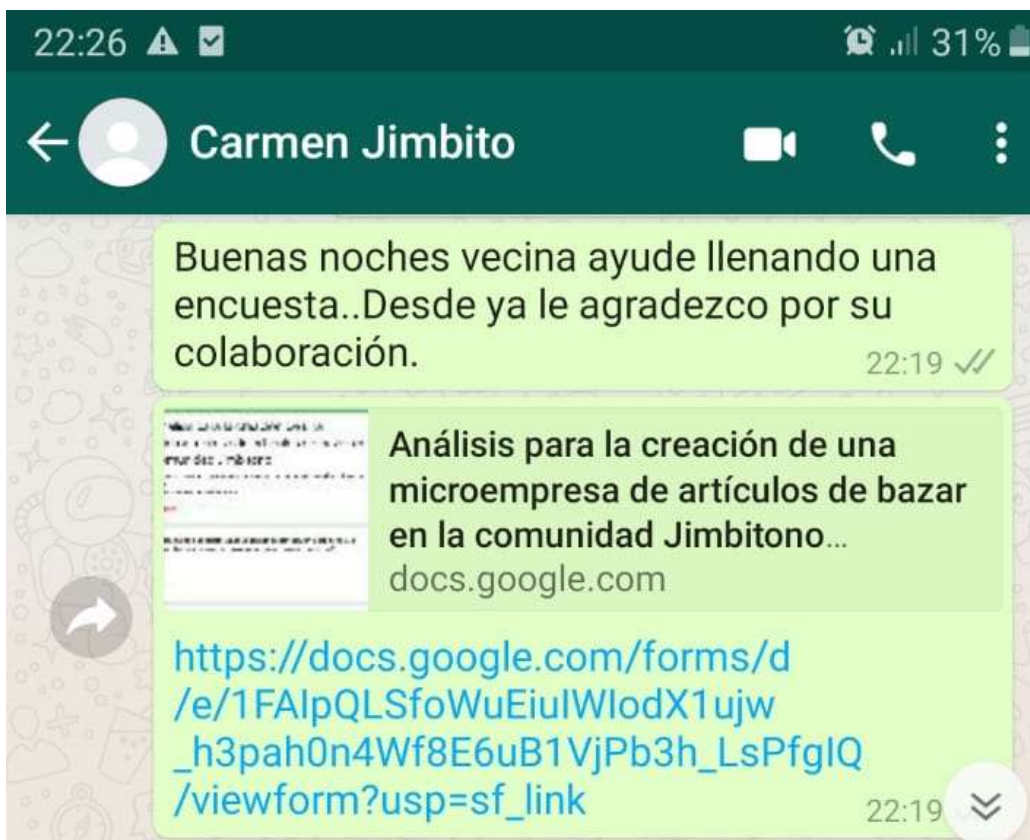 22:26 31%
Carmen Jimbito
Buenas noches vecina ayude llenando una
encuesta..Desde ya le agradezco por su
colaboración.
22:19
Análisis para la creación de una
microempresa de artículos de bazar
en la comunidad Jimbitono...
docs.google.com
https://docs.google.com/forms/d
/e/1FAIpQLSfoWuEiuIWIodX1ujw
_h3pah0n4Wf8E6uB1VjPb3h_LsPfgIQ
/viewform?usp=sf_link
22:19